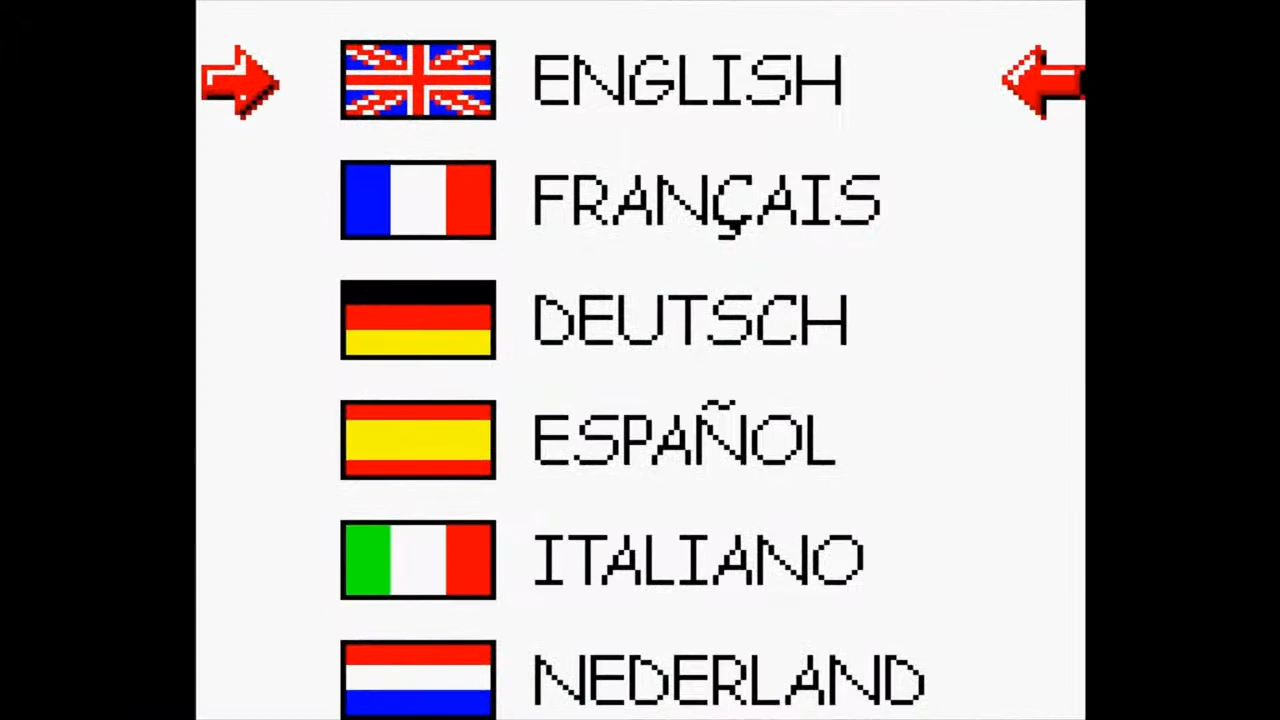 ENGLISH
FRANÇAIS
DEUTSCH
ESPAÑOL
ITALIANO
NEDERLAND